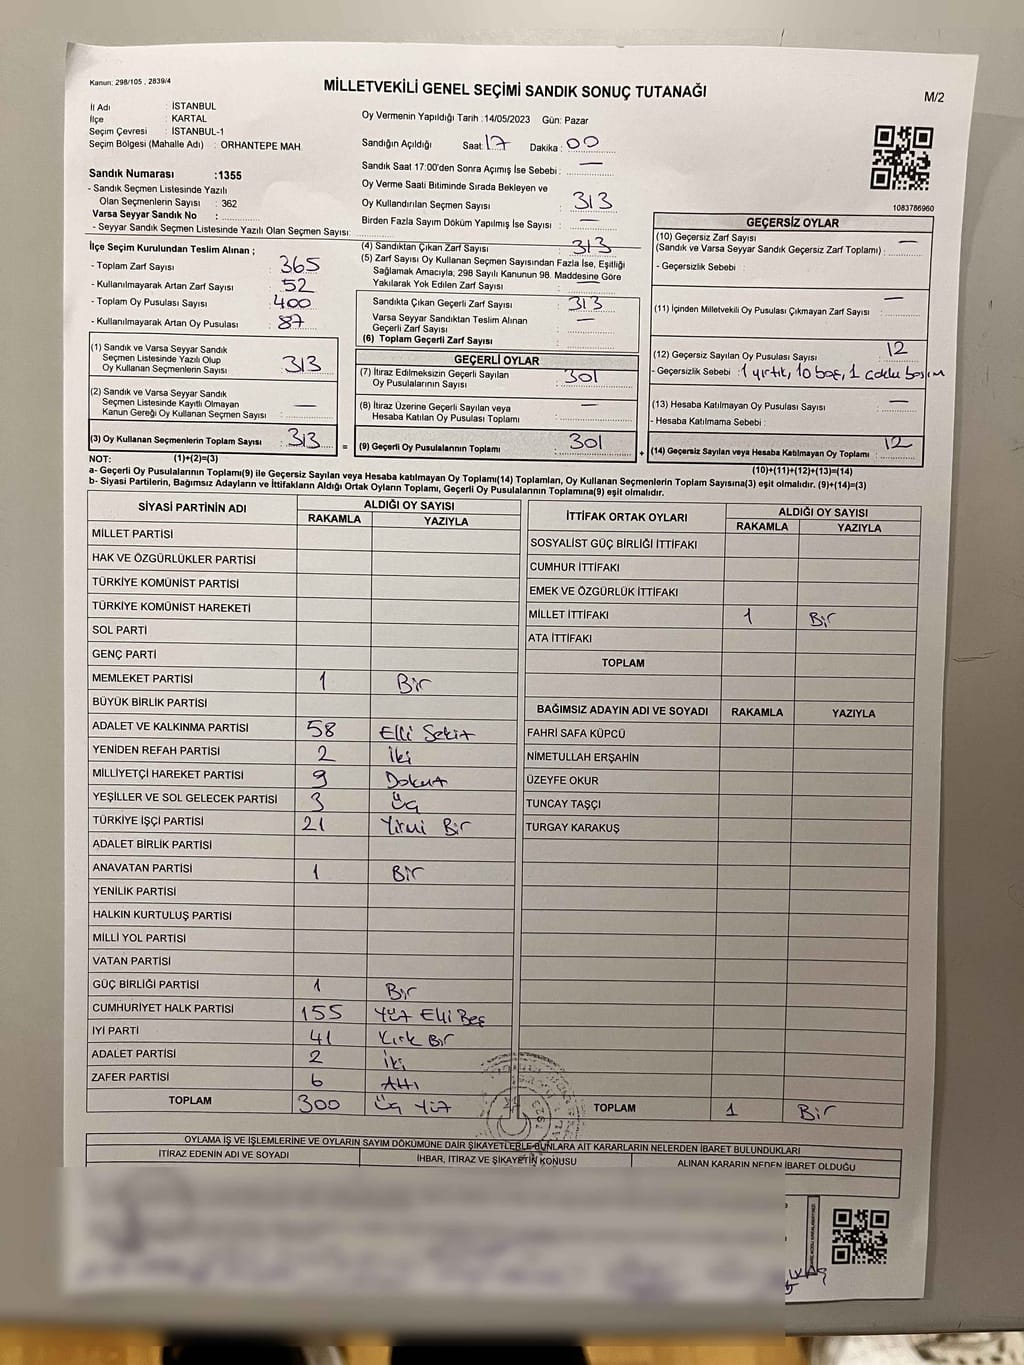 Kanun: 298/105 , 2839/4
MİLLETVEKİLİ GENEL SEÇİMİ SANDIK SONUÇ TUTANAĞI
M/2
İl Adı : İSTANBUL
İlçe : KARTAL
Seçim Çevresi : İSTANBUL-1
Seçim Bölgesi (Mahalle Adı) : ORHANTEPE MAH.
Oy Vermenin Yapıldığı Tarih :14/05/2023 Gün: Pazar
Sandığın Açıldığı Saat: 17 Dakika : 00
Sandık Saat 17:00'den Sonra Açımış İse Sebebi : —
Oy Verme Saati Bitiminde Sırada Bekleyen ve
Oy Kullandırılan Seçmen Sayısı : 313
Birden Fazla Sayım Döküm Yapılmış İse Sayısı : —
1083786960
Sandık Numarası :1355
- Sandık Seçmen Listesinde Yazılı
Olan Seçmenlerin Sayısı : 362
Varsa Seyyar Sandık No :
- Seyyar Sandık Seçmen Listesinde Yazılı Olan Seçmen Sayısı:
İlçe Seçim Kurulundan Teslim Alınan ;
- Toplam Zarf Sayısı : 365
- Kullanılmayarak Artan Zarf Sayısı : 52
- Toplam Oy Pusulası Sayısı : 400
- Kullanılmayarak Artan Oy Pusulası : 87
(1) Sandık ve Varsa Seyyar Sandık
Seçmen Listesinde Yazılı Olup
Oy Kullanan Seçmenlerin Sayısı : 313
(2) Sandık ve Varsa Seyyar Sandık
Seçmen Listesinde Kayıtlı Olmayan
Kanun Gereği Oy Kullanan Seçmen Sayısı : —
(3) Oy Kullanan Seçmenlerin Toplam Sayısı : 313 =
NOT: (1)+(2)=(3)
(4) Sandıktan Çıkan Zarf Sayısı : 313
(5) Zarf Sayısı Oy Kullanan Seçmen Sayısından Fazla İse, Eşitliği
Sağlamak Amacıyla; 298 Sayılı Kanunun 98. Maddesine Göre
Yakılarak Yok Edilen Zarf Sayısı : —
Sandıkta Çıkan Geçerli Zarf Sayısı : 313
Varsa Seyyar Sandıktan Teslim Alınan
Geçerli Zarf Sayısı : —
(6) Toplam Geçerli Zarf Sayısı :
GEÇERLİ OYLAR
(7) İtiraz Edilmeksizin Geçerli Sayılan
Oy Pusulalarının Sayısı : 301
(8) İtiraz Üzerine Geçerli Sayılan veya
Hesaba Katılan Oy Pusulası Toplamı : —
(9) Geçerli Oy Pusulalarının Toplamı : 301 +
GEÇERSİZ OYLAR
(10) Geçersiz Zarf Sayısı
(Sandık ve Varsa Seyyar Sandık Geçersiz Zarf Toplamı) : —
- Geçersizlik Sebebi
(11) İçinden Milletvekili Oy Pusulası Çıkmayan Zarf Sayısı : —
(12) Geçersiz Sayılan Oy Pusulası Sayısı : 12
- Geçersizlik Sebebi : 1 yırtık, 10 boş, 1 çoklu basım
(13) Hesaba Katılmayan Oy Pusulası Sayısı : —
- Hesaba Katılmama Sebebi :
(14) Geçersiz Sayılan veya Hesaba Katılmayan Oy Toplamı : 12
(10)+(11)+(12)+(13)=(14)
a- Geçerli Oy Pusulalarının Toplamı(9) ile Geçersiz Sayılan veya Hesaba katılmayan Oy Toplamı(14) Toplamları, Oy Kullanan Seçmenlerin Toplam Sayısına(3) eşit olmalıdır. (9)+(14)=(3)
b- Siyasi Partilerin, Bağımsız Adayların ve İttifakların Aldığı Ortak Oyların Toplamı, Geçerli Oy Pusulalarının Toplamına(9) eşit olmalıdır.
SİYASİ PARTİNİN ADI ALDIĞI OY SAYISI
RAKAMLA YAZIYLA
MİLLET PARTİSİ
HAK VE ÖZGÜRLÜKLER PARTİSİ
TÜRKİYE KOMÜNİST PARTİSİ
TÜRKİYE KOMÜNİST HAREKETİ
SOL PARTİ
GENÇ PARTİ
MEMLEKET PARTİSİ 1 Bir
BÜYÜK BİRLİK PARTİSİ
ADALET VE KALKINMA PARTİSİ 58 Elli Sekiz
YENİDEN REFAH PARTİSİ 2 İki
MİLLİYETÇİ HAREKET PARTİSİ 9 Dokuz
YEŞİLLER VE SOL GELECEK PARTİSİ 3 Üç
TÜRKİYE İŞÇİ PARTİSİ 21 Yirmi Bir
ADALET BİRLİK PARTİSİ
ANAVATAN PARTİSİ 1 Bir
YENİLİK PARTİSİ
HALKIN KURTULUŞ PARTİSİ
MİLLİ YOL PARTİSİ
VATAN PARTİSİ
GÜÇ BİRLİĞİ PARTİSİ 1 Bir
CUMHURİYET HALK PARTİSİ 155 Yüz Elli Beş
İYİ PARTİ 41 Kırk Bir
ADALET PARTİSİ 2 İki
ZAFER PARTİSİ 6 Altı
TOPLAM 300 Üç Yüz
İTTİFAK ORTAK OYLARI ALDIĞI OY SAYISI
RAKAMLA YAZIYLA
SOSYALİST GÜÇ BİRLİĞİ İTTİFAKI
CUMHUR İTTİFAKI
EMEK VE ÖZGÜRLÜK İTTİFAKI
MİLLET İTTİFAKI 1 Bir
ATA İTTİFAKI
TOPLAM
BAĞIMSIZ ADAYIN ADI VE SOYADI RAKAMLA YAZIYLA
FAHRİ SAFA KÜPCÜ
NİMETULLAH ERŞAHİN
ÜZEYFE OKUR
TUNCAY TAŞÇI
TURGAY KARAKUŞ
TOPLAM 1 Bir
OYLAMA İŞ VE İŞLEMLERİNE VE OYLARIN SAYIM DÖKÜMÜNE DAİR ŞİKAYETLERLE BUNLARA AİT KARARLARIN NELERDEN İBARET BULUNDUKLARI
İTİRAZ EDENİN ADI VE SOYADI İHBAR, İTİRAZ VE ŞİKAYETİN KONUSU ALINAN KARARIN NEDEN İBARET OLDUĞU